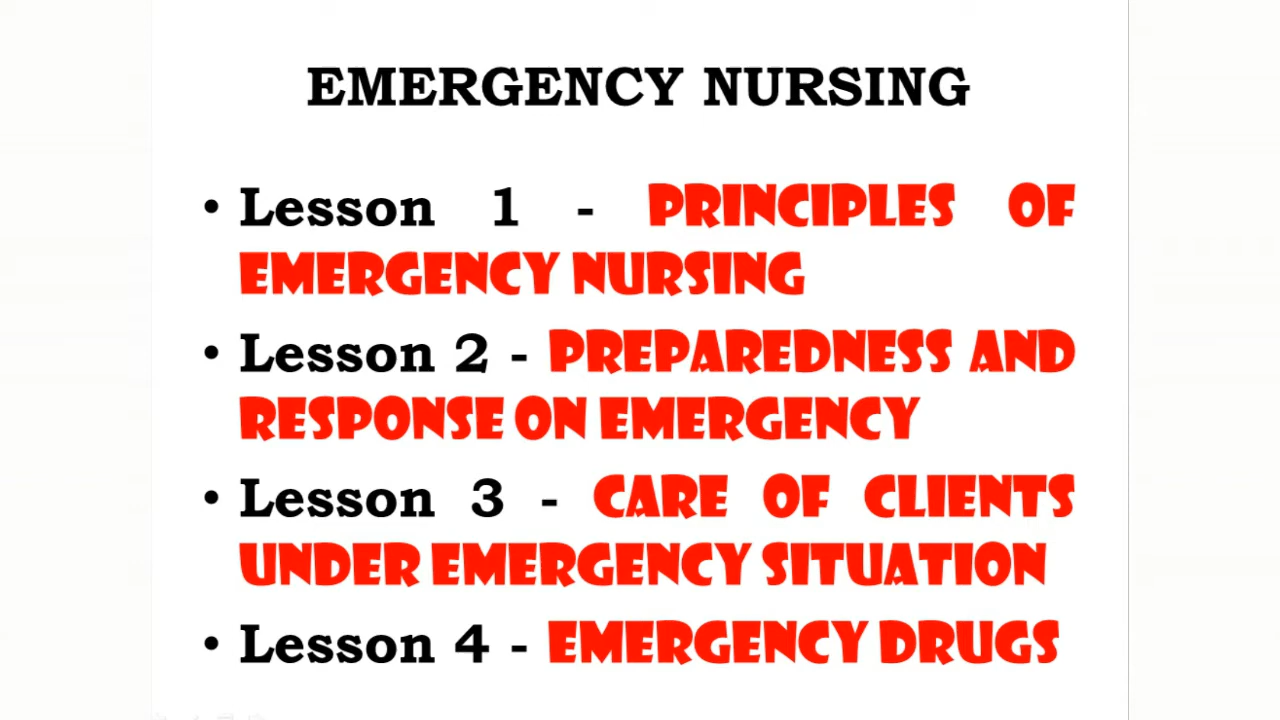 EMERGENCY NURSING
• Lesson 1 - PRINCIPLES OF
EMERGENCY NURSING
• Lesson 2 - PREPAREDNESS AND
RESPONSE ON EMERGENCY
• Lesson 3 - CARE OF CLIENTS
UNDER EMERGENCY SITUATION
• Lesson 4 - EMERGENCY DRUGS